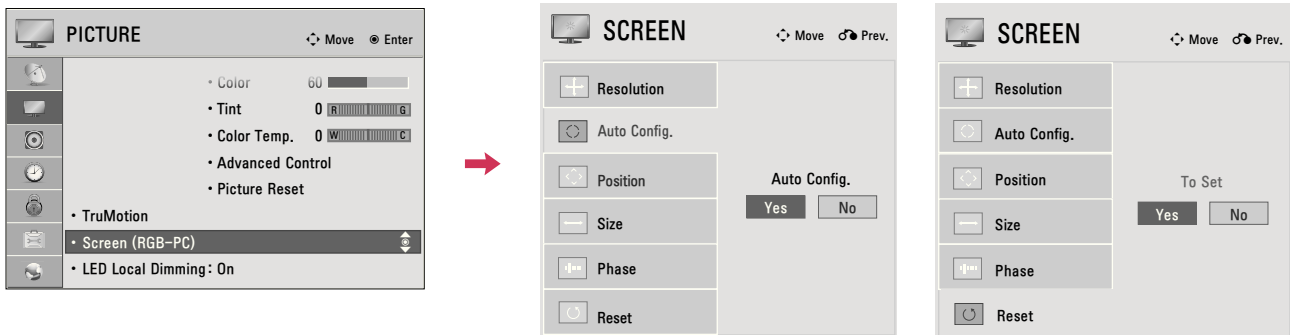 PICTURE
Move Enter
• Color 60
• Tint 0 R G
• Color Temp. 0 W C
• Advanced Control
• Picture Reset
• TruMotion
• Screen (RGB-PC)
• LED Local Dimming: On
SCREEN
Move Prev.
Resolution
Auto Config.
Position
Size
Phase
Reset
Auto Config.
Yes No
SCREEN
Move Prev.
Resolution
Auto Config.
Position
Size
Phase
Reset
To Set
Yes No